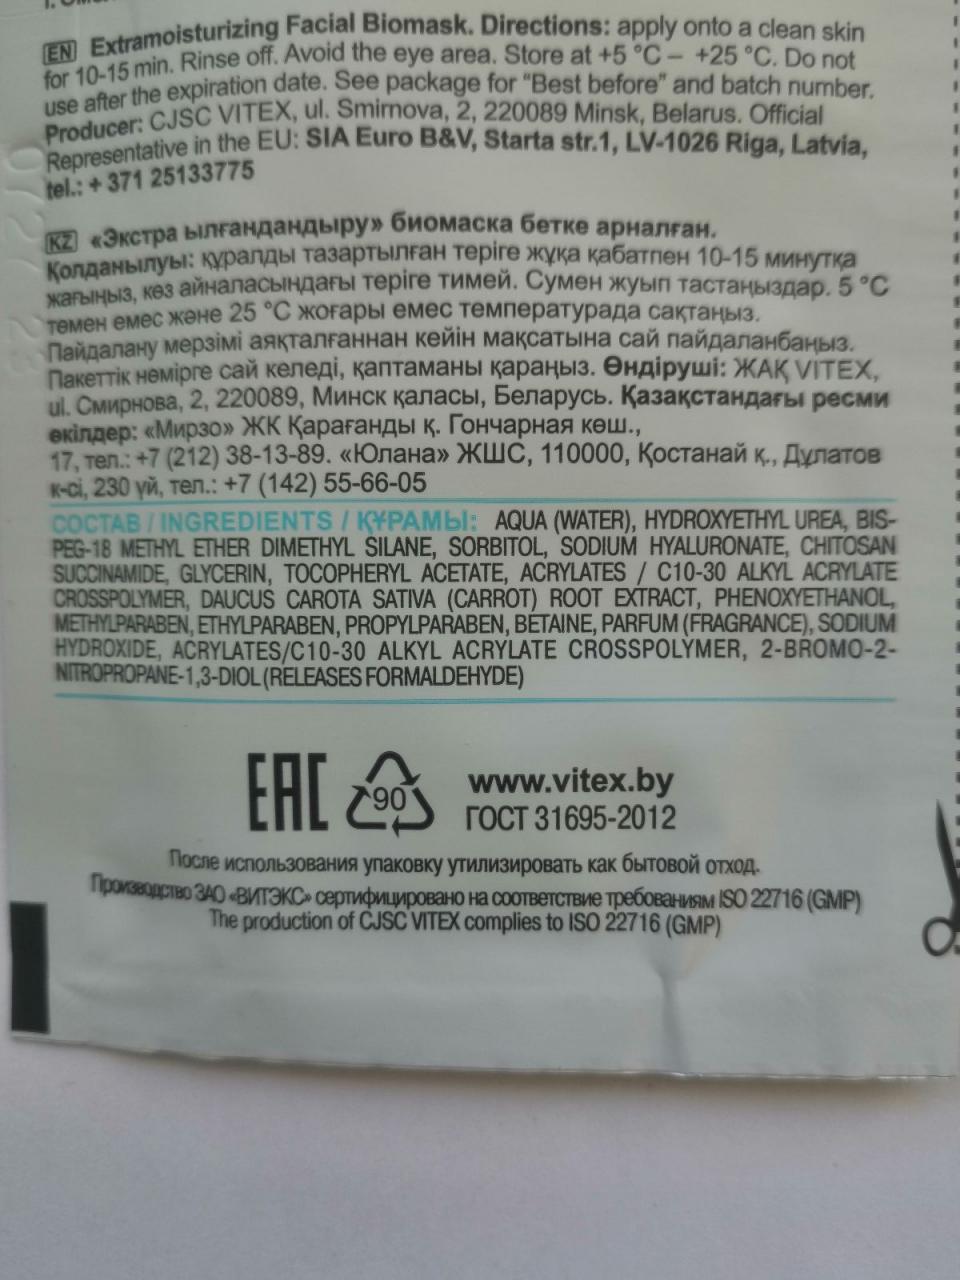 EN Extramoisturizing Facial Biomask. Directions: apply onto a clean skin
for 10-15 min. Rinse off. Avoid the eye area. Store at +5 °C – +25 °C. Do not
use after the expiration date. See package for “Best before” and batch number.
Producer: CJSC VITEX, ul. Smirnova, 2, 220089 Minsk, Belarus. Official
Representative in the EU: SIA Euro B&V, Starta str.1, LV-1026 Riga, Latvia,
tel.: + 371 25133775
KZ «Экстра ылғандандыру» биомаска бетке арналған.
Қолданылуы: құралды тазартылған теріге жұқа қабатпен 10-15 минутқа
жағыңыз, көз айналасындағы теріге тимей. Сумен жуып тастаңыздар. 5 °C
төмен емес және 25 °C жоғары емес температурада сақтаңыз.
Пайдалану мерзімі аяқталғаннан кейін мақсатына сай пайдаланбаңыз.
Пакеттік нөмірге сай келеді, қаптаманы қараңыз. Өндіруші: ЖАҚ VITEX,
ul. Смирнова, 2, 220089, Минск қаласы, Беларусь. Қазақстандағы ресми
өкілдер: «Мирзо» ЖК Қарағанды қ. Гончарная көш.,
17, тел.: +7 (212) 38-13-89. «Юлана» ЖШС, 110000, Қостанай қ., Дулатов
к-сі, 230 үй, тел.: +7 (142) 55-66-05
СОСТАВ / INGREDIENTS / ҚҰРАМЫ: AQUA (WATER), HYDROXYETHYL UREA, BIS-
PEG-18 METHYL ETHER DIMETHYL SILANE, SORBITOL, SODIUM HYALURONATE, CHITOSAN
SUCCINAMIDE, GLYCERIN, TOCOPHERYL ACETATE, ACRYLATES / C10-30 ALKYL ACRYLATE
CROSSPOLYMER, DAUCUS CAROTA SATIVA (CARROT) ROOT EXTRACT, PHENOXYETHANOL,
METHYLPARABEN, ETHYLPARABEN, PROPYLPARABEN, BETAINE, PARFUM (FRAGRANCE), SODIUM
HYDROXIDE, ACRYLATES/C10-30 ALKYL ACRYLATE CROSSPOLYMER, 2-BROMO-2-
NITROPROPANE-1,3-DIOL (RELEASES FORMALDEHYDE)
EAC 90 www.vitex.by
ГОСТ 31695-2012
После использования упаковку утилизировать как бытовой отход.
Производство ЗАО «ВИТЭКС» сертифицировано на соответствие требованиям ISO 22716 (GMP)
The production of CJSC VITEX complies to ISO 22716 (GMP)